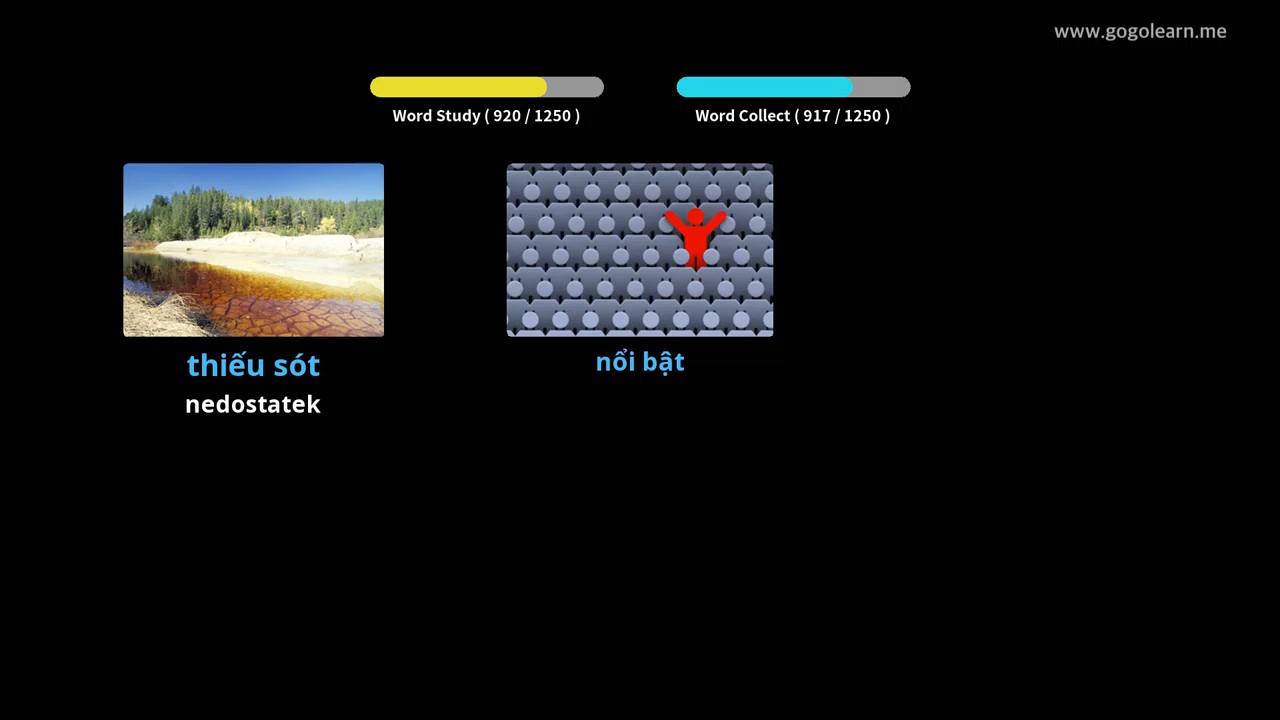 www.gogolearn.me
Word Study ( 920 / 1250 )
Word Collect ( 917 / 1250 )
thiếu sót
nedostatek
nổi bật